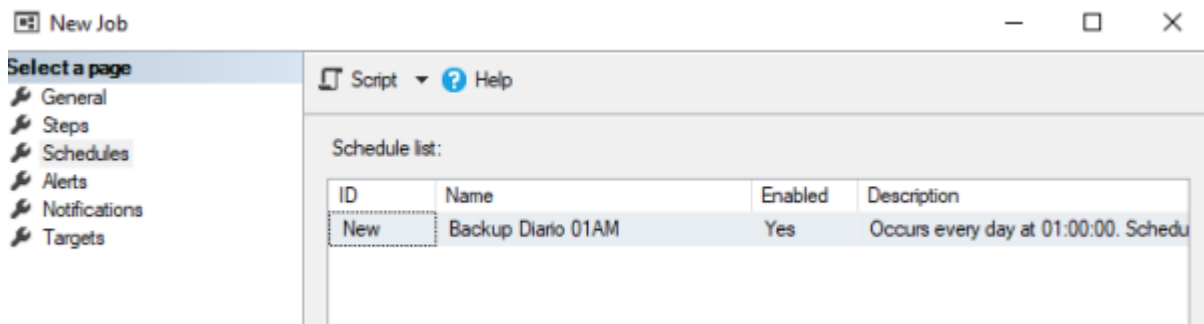 New Job
Select a page
General
Steps
Schedules
Alerts
Notifications
Targets
Script Help
Schedule list:
ID Name Enabled Description
New Backup Diario 01AM Yes Occurs every day at 01:00:00. Schedu